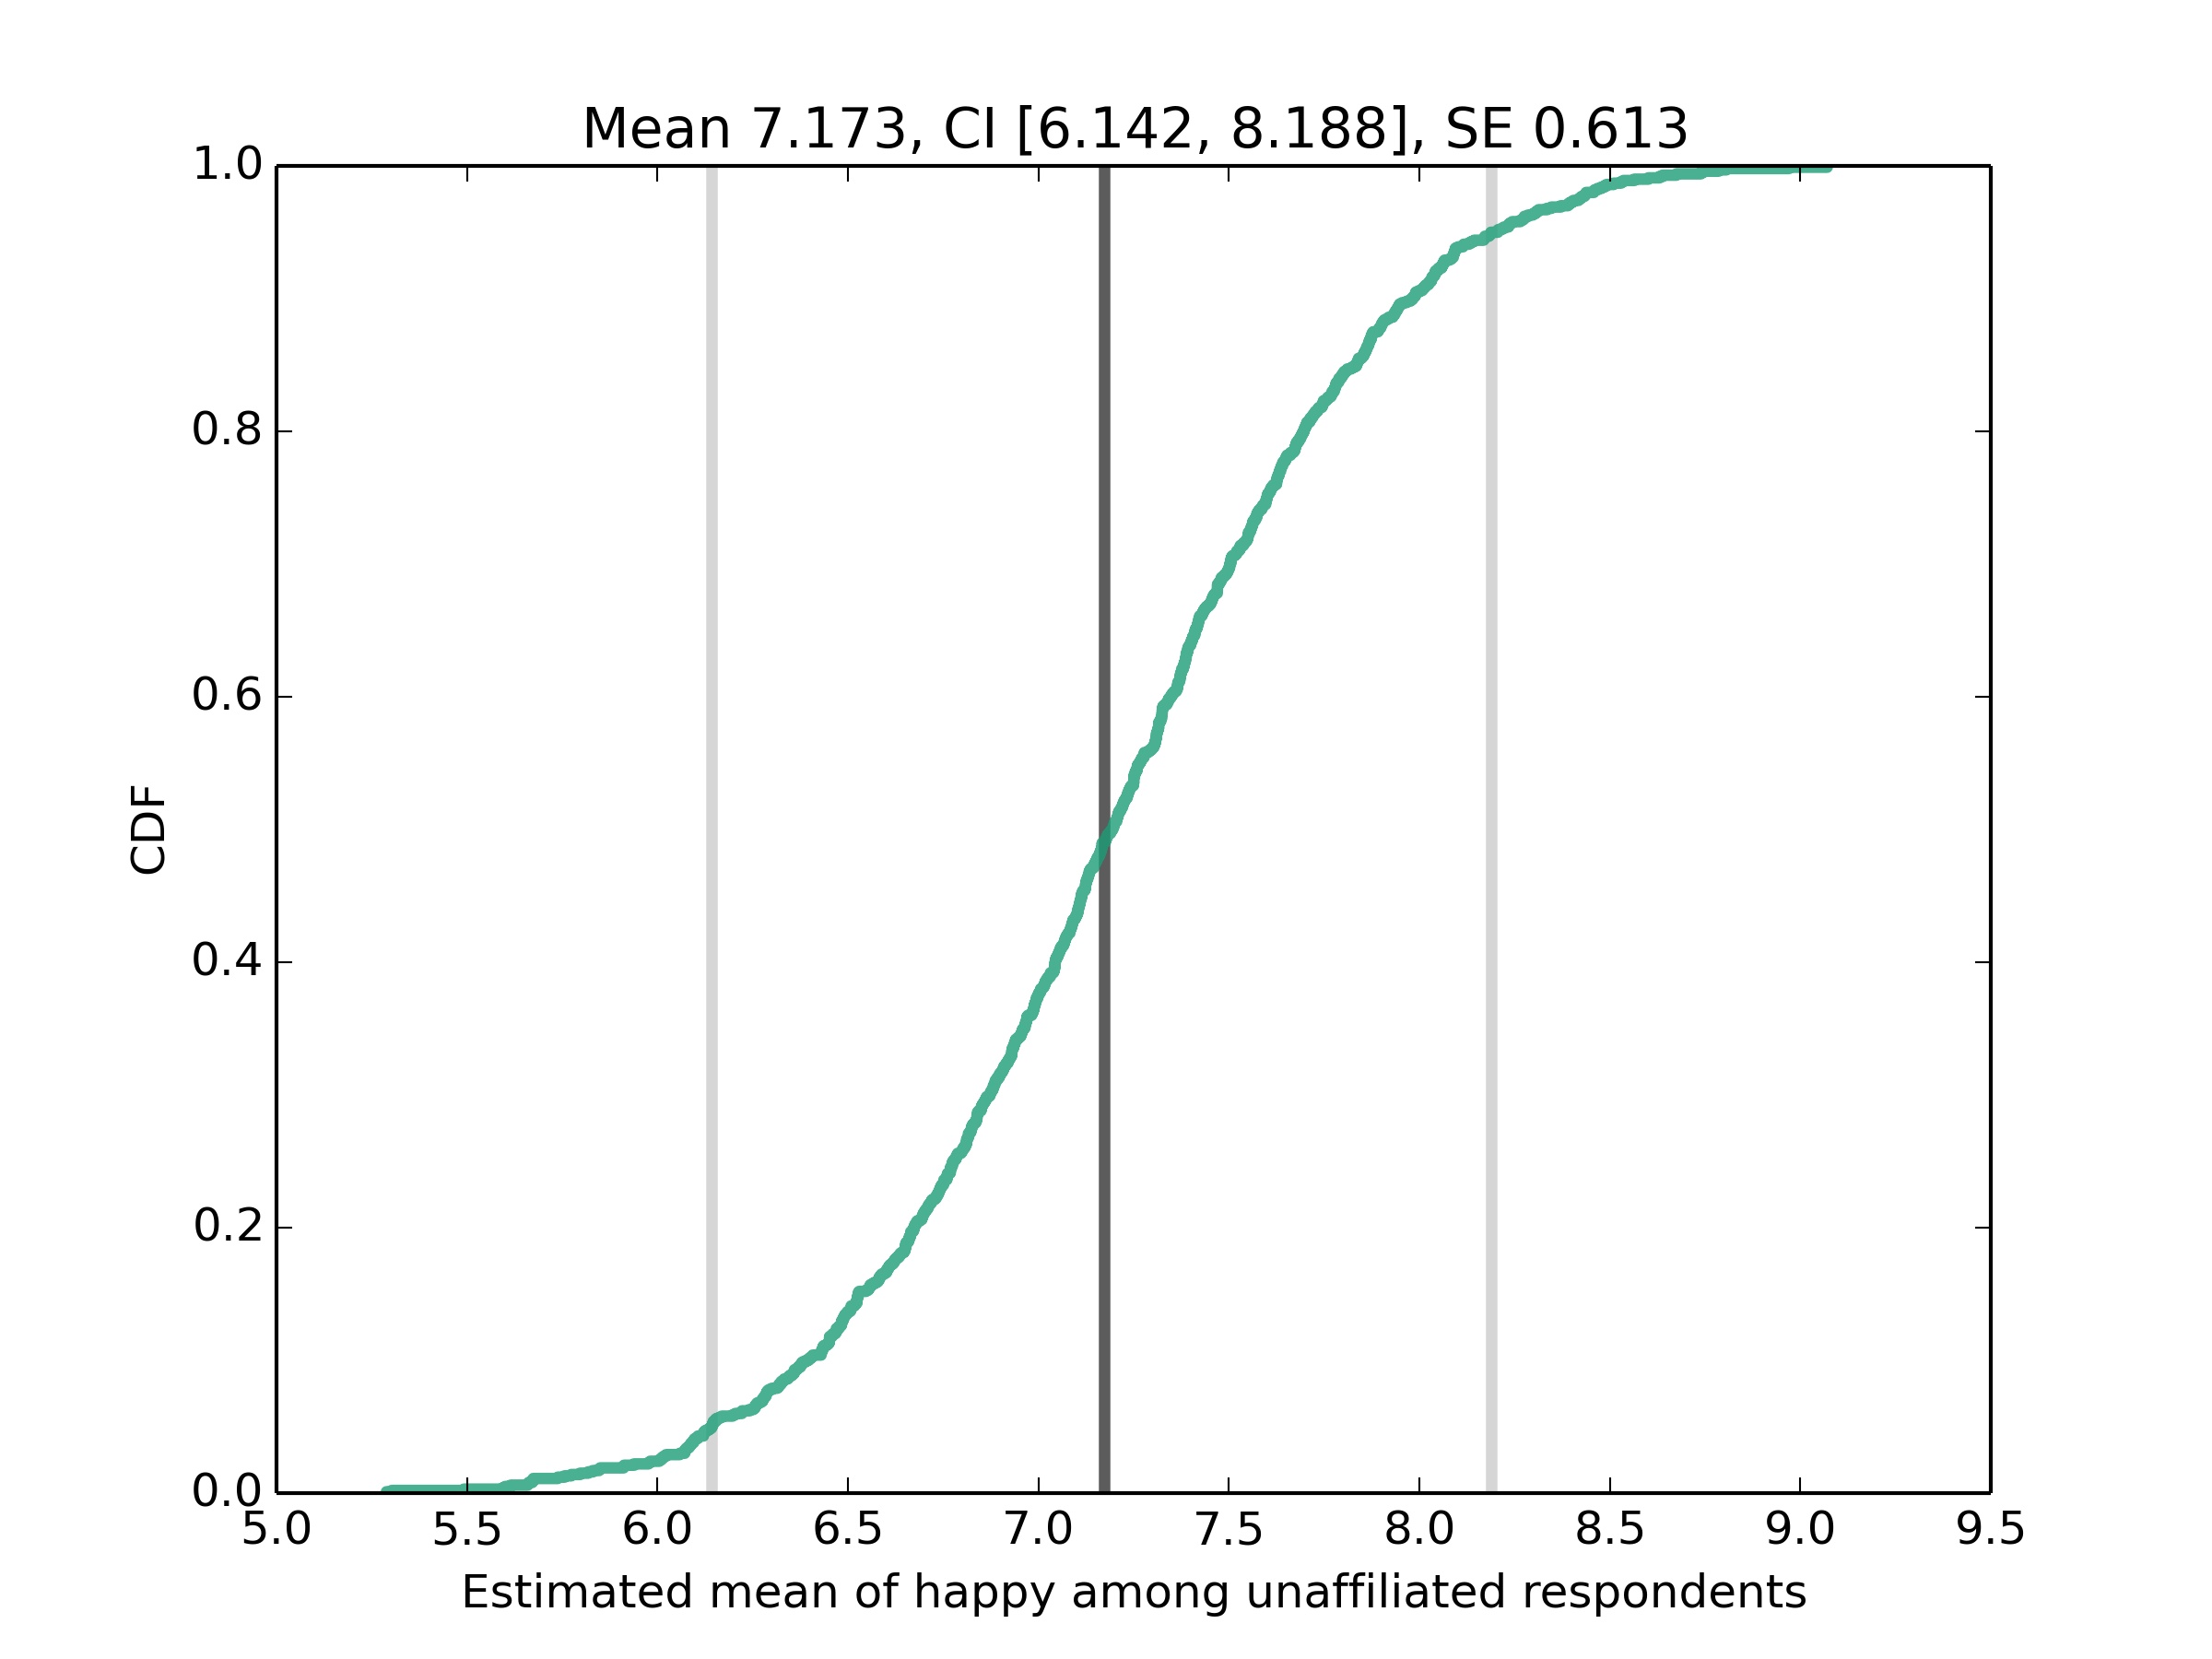 Mean 7.173, CI [6.142, 8.188], SE 0.613
1.0
0.8
0.6
0.4
0.2
0.0
CDF
5.0 5.5 6.0 6.5 7.0 7.5 8.0 8.5 9.0 9.5
Estimated mean of happy among unaffiliated respondents